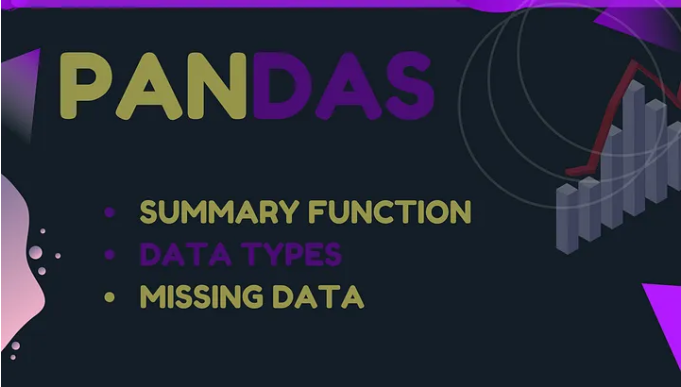 PANDAS
• SUMMARY FUNCTION
• DATA TYPES
• MISSING DATA